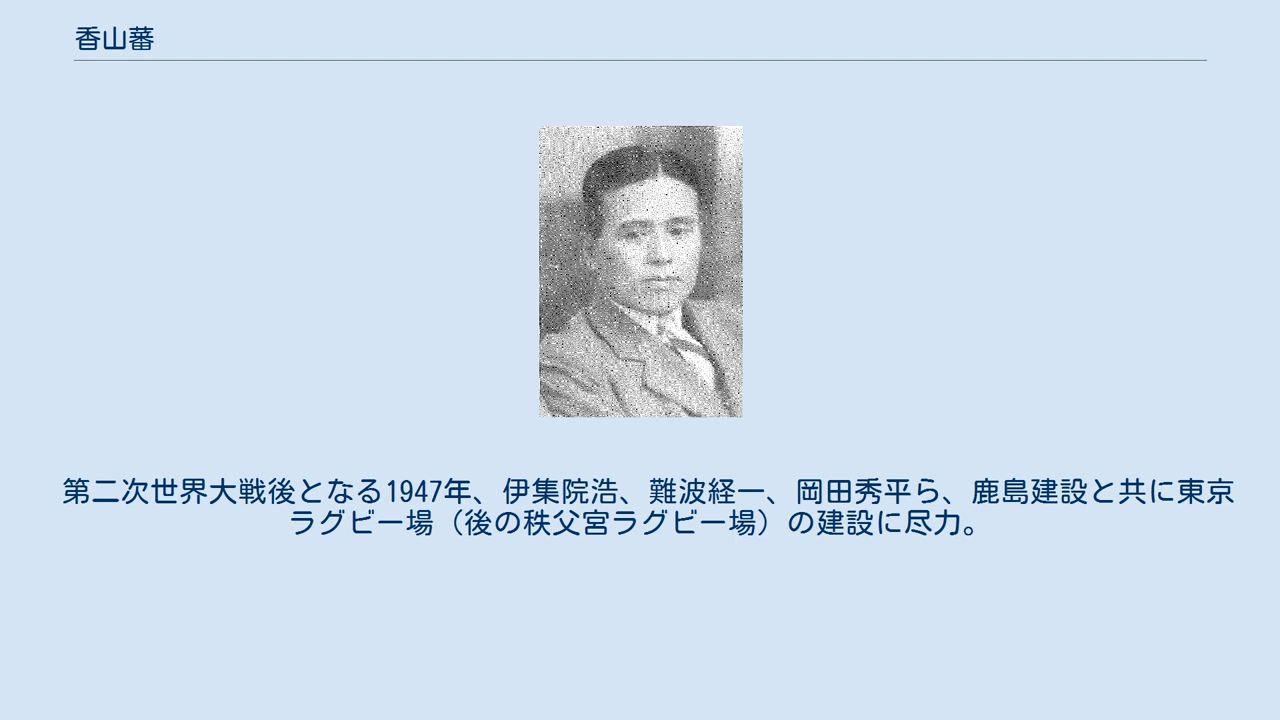 香山蕃
第二次世界大戦後となる1947年、伊集院浩、難波経一、岡田秀平ら、鹿島建設と共に東京
ラグビー場（後の秩父宮ラグビー場）の建設に尽力。